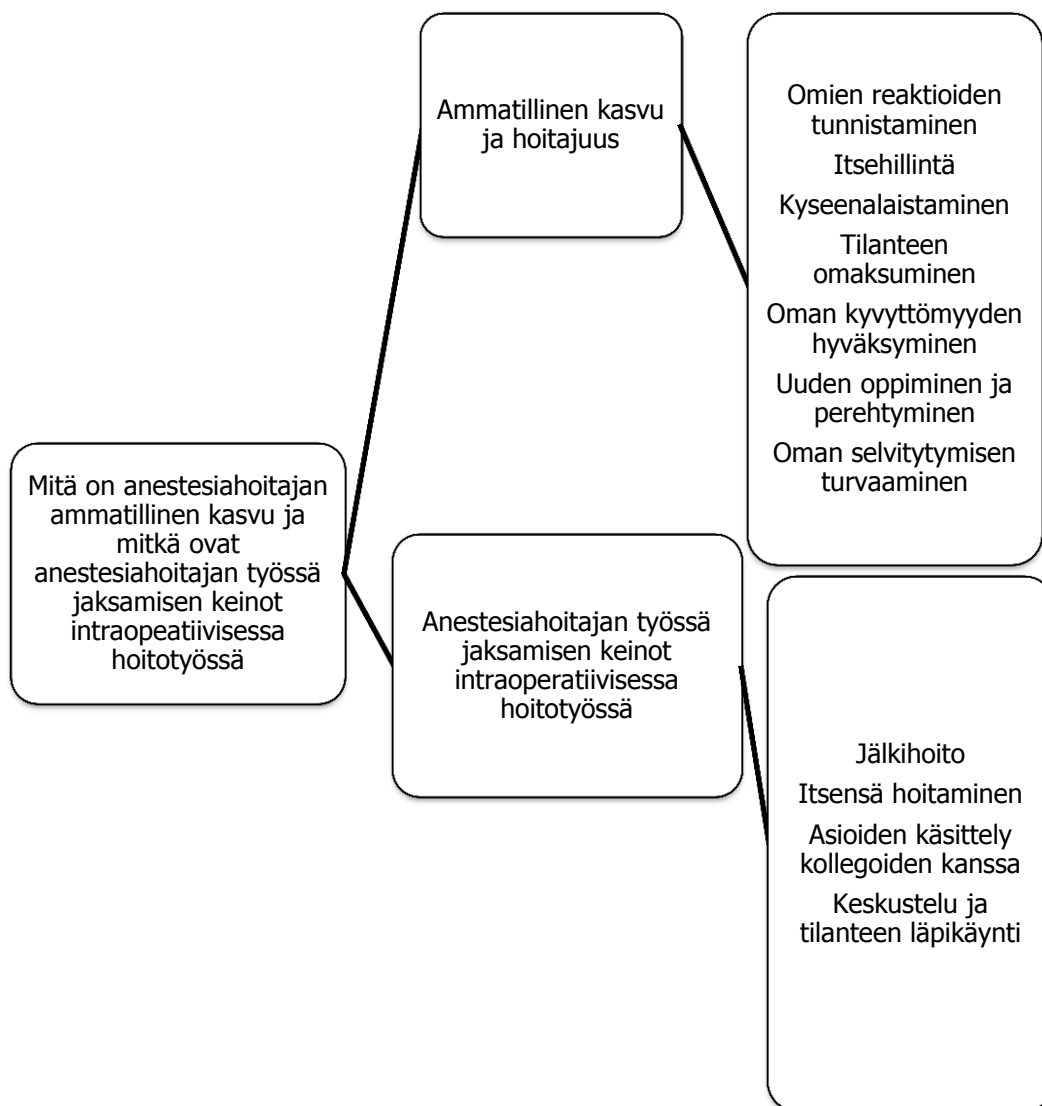 Mitä on anestesiahoitajan
ammatillinen kasvu ja
mitkä ovat
anestesiahoitajan työssä
jaksamisen keinot
intraopeatiivisessa
hoitotyössä
Ammatillinen kasvu
ja hoitajuus
Omien reaktioiden
tunnistaminen
Itsehillintä
Kyseenalaistaminen
Tilanteen
omaksuminen
Oman kyvyttömyyden
hyväksyminen
Uuden oppiminen ja
perehtyminen
Oman selvitytymisen
turvaaminen
Anestesiahoitajan työssä
jaksamisen keinot
intraoperatiivisessa
hoitotyössä
Jälkihoito
Itsensä hoitaminen
Asioiden käsittely
kollegoiden kanssa
Keskustelu ja
tilanteen läpikäynti